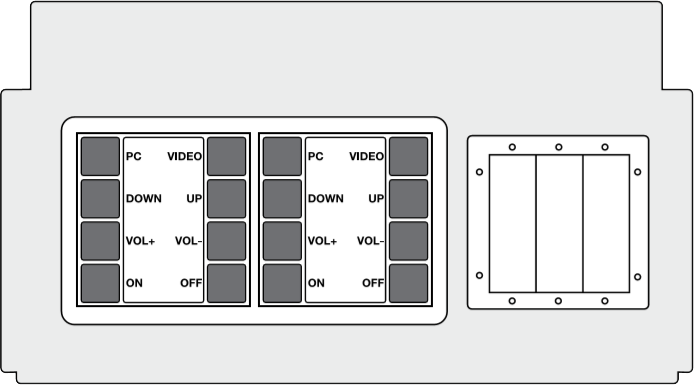 PC VIDEO PC VIDEO
DOWN UP DOWN UP
VOL+ VOL– VOL+ VOL–
ON OFF ON OFF